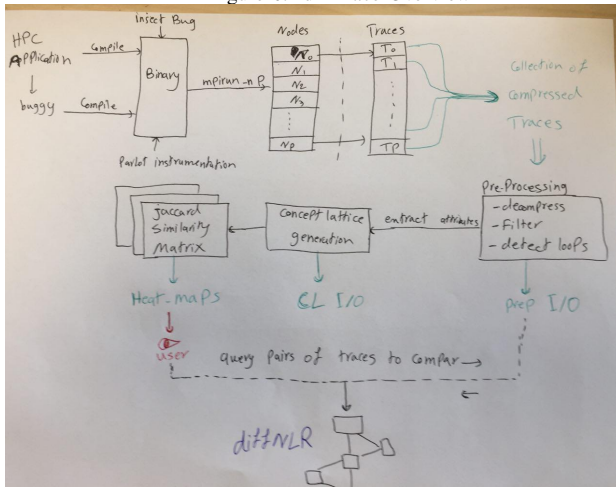 insect Bug
HPC
Application
Compile
buggy
Compile
Binary
mpirun -n P
Parlot instrumentation
Nodes
N0
N1
N2
N3
NP
Traces
T0
T1
TP
Collection of
Compressed
Traces
Pre-Processing
- decompress
- Filter
- detect loops
extract attributes
Concept lattice
generation
jaccard
Similarity
Matrix
Heat-maps
CL I/O
prep I/O
user
query pairs of traces to compar
diffNLR